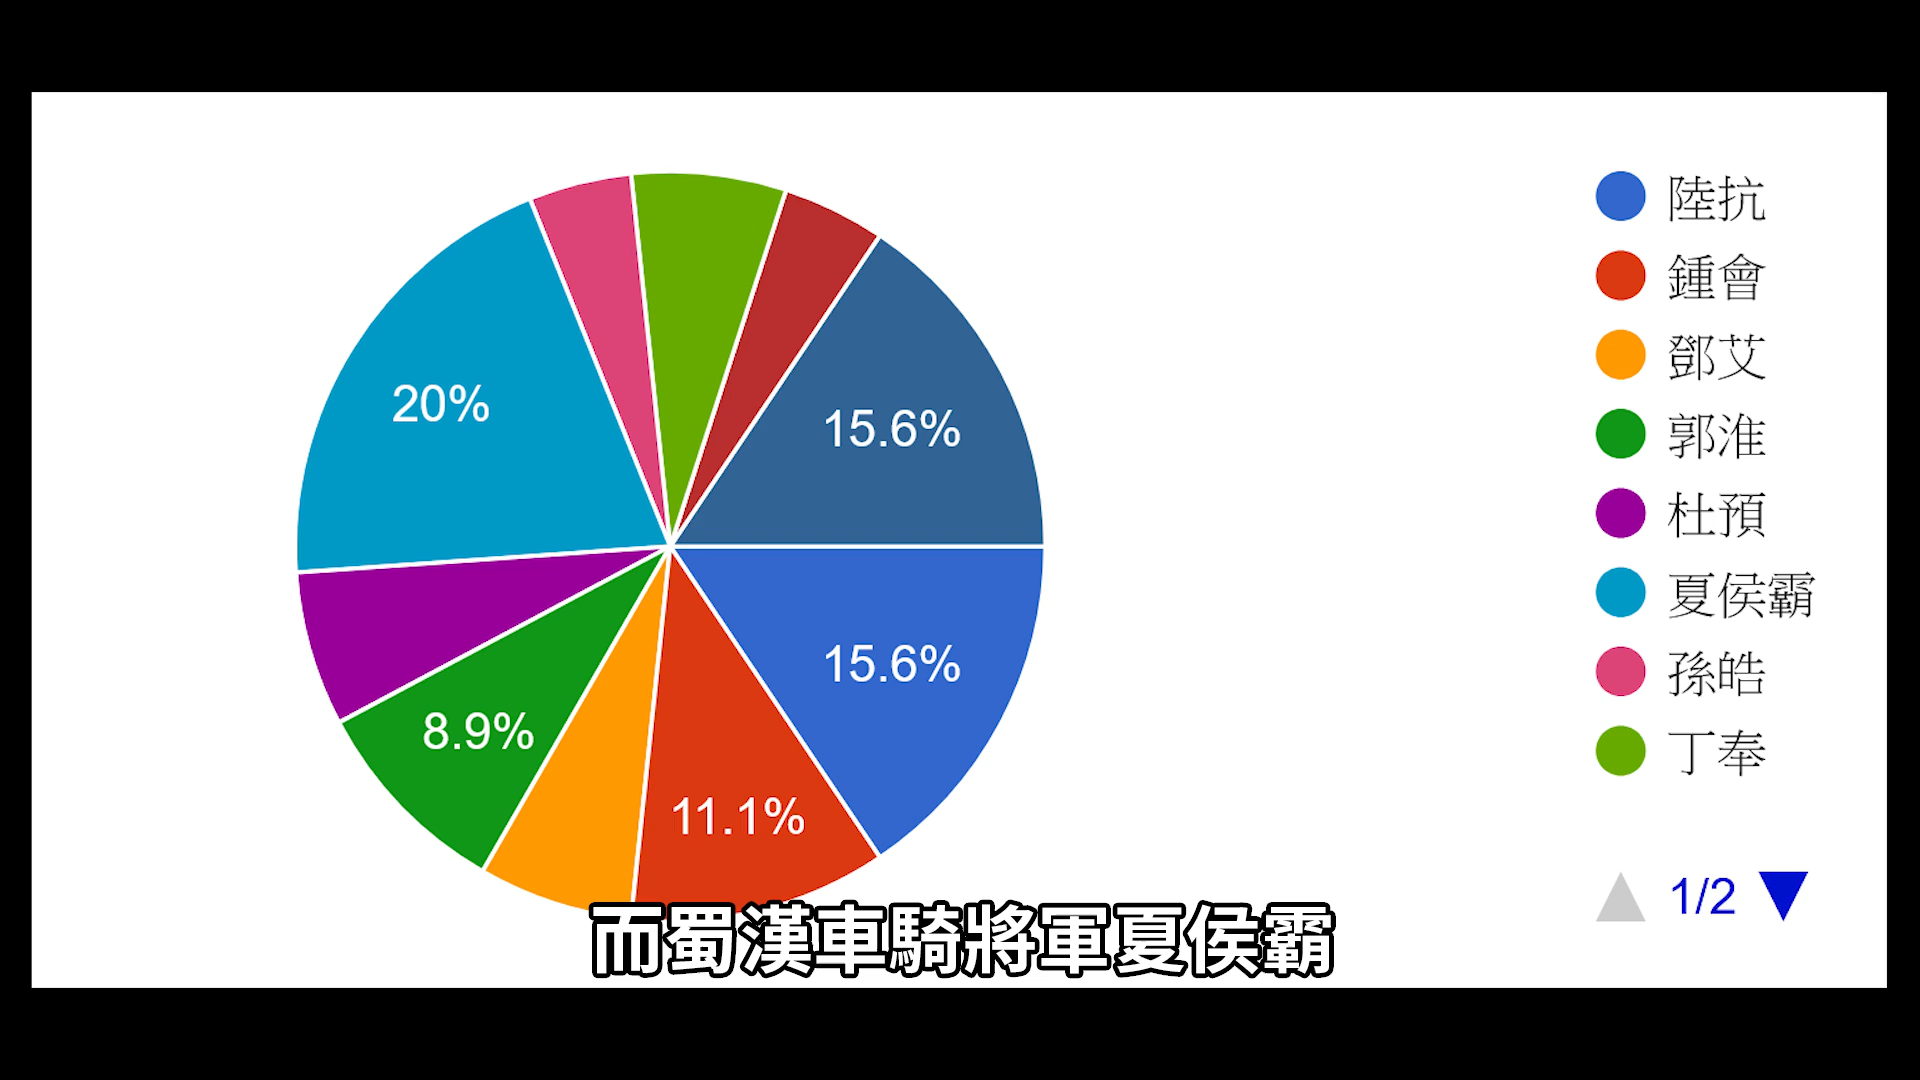 20%
15.6%
15.6%
8.9%
11.1%
陸抗
鍾會
鄧艾
郭淮
杜預
夏侯霸
孫皓
丁奉
1/2
而蜀漢車騎將軍夏侯霸